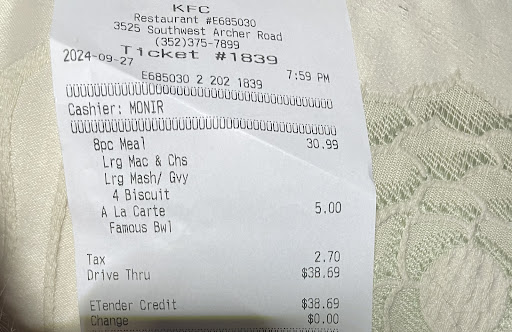 KFC
Restaurant #E685030
3525 Southwest Archer Road
(352)375-7899
Ticket #1839
2024-09-27 7:59 PM
E685030 2 202 1839
Cashier: MONIR
8pc Meal 30.99
Lrg Mac & Chs
Lrg Mash/ Gvy
4 Biscuit
A La Carte 5.00
Famous Bwl
Tax 2.70
Drive Thru $38.69
ETender Credit $38.69
Change $0.00